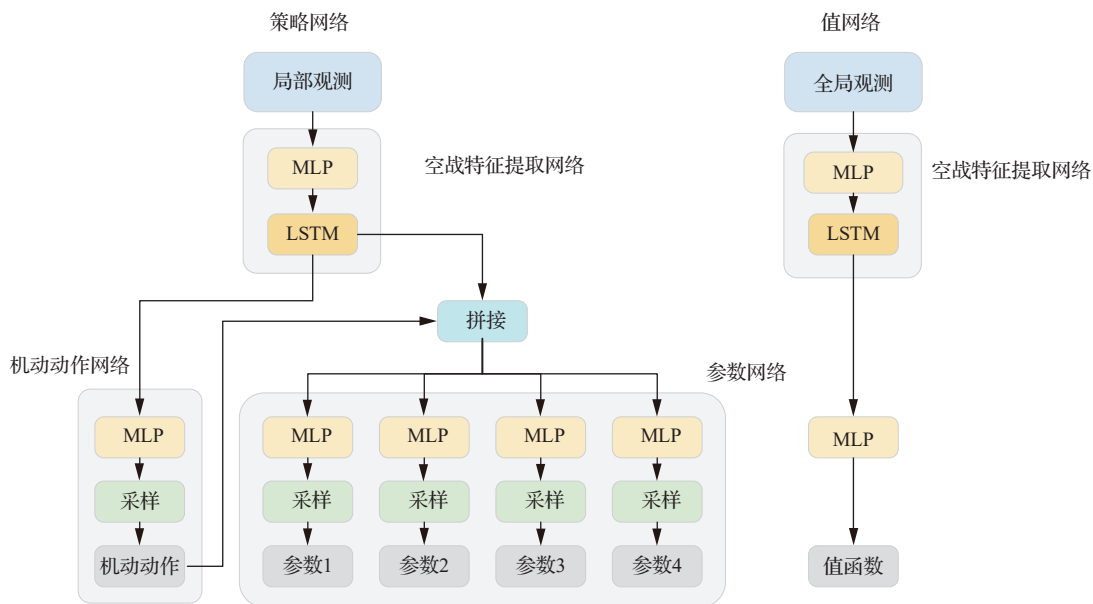 策略网络
值网络
局部观测
全局观测
MLP
空战特征提取网络
MLP
空战特征提取网络
LSTM
LSTM
拼接
机动动作网络
参数网络
MLP
MLP
MLP
MLP
MLP
MLP
采样
采样
采样
采样
采样
机动动作
参数1
参数2
参数3
参数4
值函数